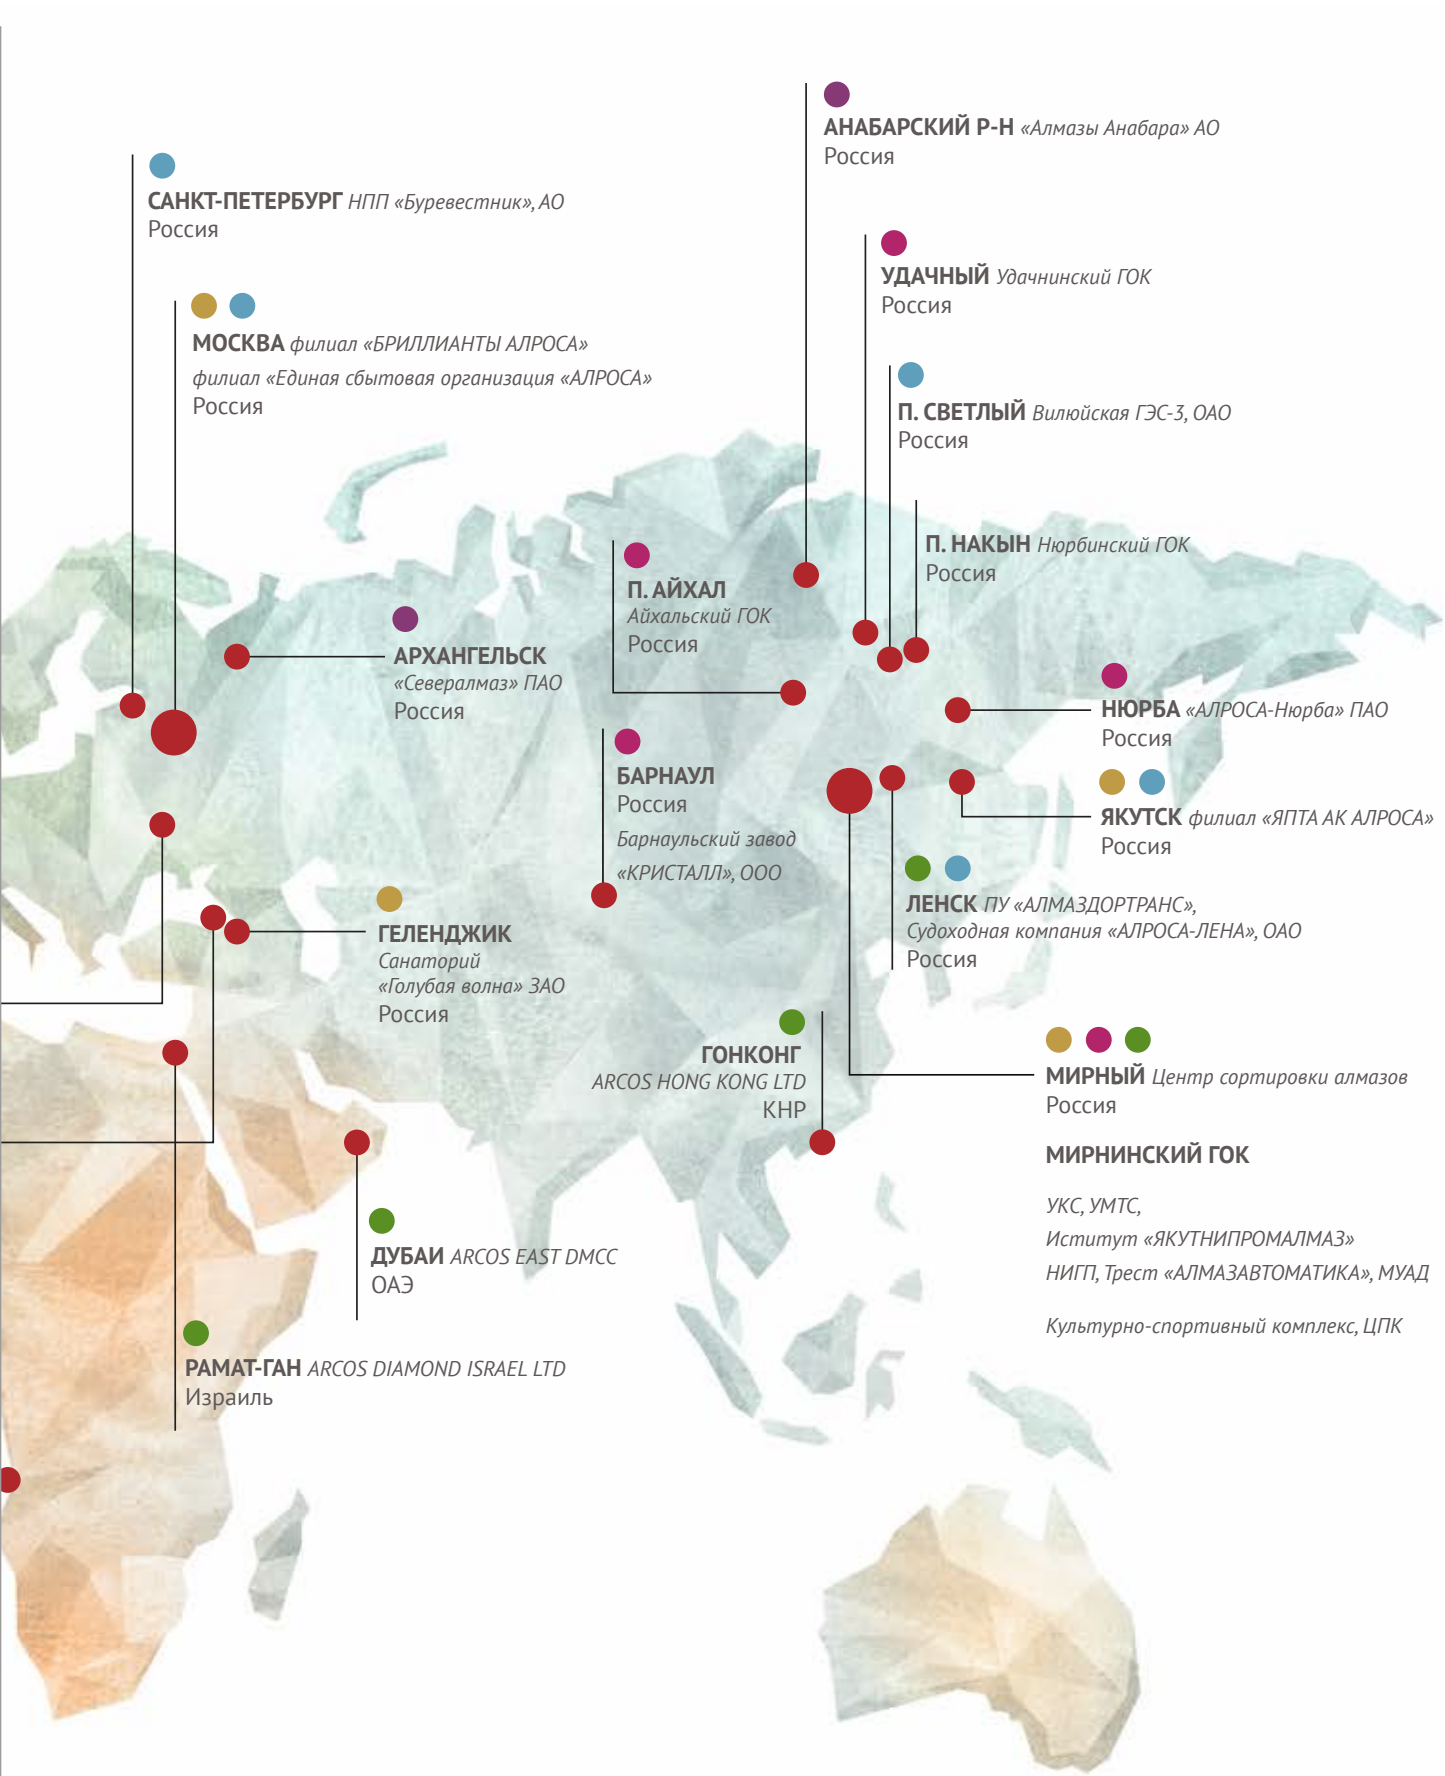 АНАБАРСКИЙ Р-Н «Алмазы Анабара» АО
Россия
САНКТ-ПЕТЕРБУРГ НПП «Буревестник», АО
Россия
УДАЧНЫЙ Удачнинский ГОК
Россия
МОСКВА филиал «БРИЛЛИАНТЫ АЛРОСА»
филиал «Единая сбытовая организация «АЛРОСА»
Россия
П. СВЕТЛЫЙ Вилюйская ГЭС-3, ОАО
Россия
П. НАКЫН Нюрбинский ГОК
Россия
П. АЙХАЛ
Айхальский ГОК
Россия
АРХАНГЕЛЬСК
«Севералмаз» ПАО
Россия
НЮРБА «АЛРОСА-Нюрба» ПАО
Россия
БАРНАУЛ
Россия
Барнаульский завод
«КРИСТАЛЛ», ООО
ЯКУТСК филиал «ЯПТА АК АЛРОСА»
Россия
ЛЕНСК ПУ «АЛМАЗДОРТРАНС»,
Судоходная компания «АЛРОСА-ЛЕНА», ОАО
Россия
ГЕЛЕНДЖИК
Санаторий
«Голубая волна» ЗАО
Россия
ГОНКОНГ
ARCOS HONG KONG LTD
КНР
МИРНЫЙ Центр сортировки алмазов
Россия
МИРНИНСКИЙ ГОК
УКС, УМТС,
Иститут «ЯКУТНИПРОМАЛМАЗ»
НИГП, Трест «АЛМАЗАВТОМАТИКА», МУАД
Культурно-спортивный комплекс, ЦПК
ДУБАИ ARCOS EAST DMCC
ОАЭ
РАМАТ-ГАН ARCOS DIAMOND ISRAEL LTD
Израиль